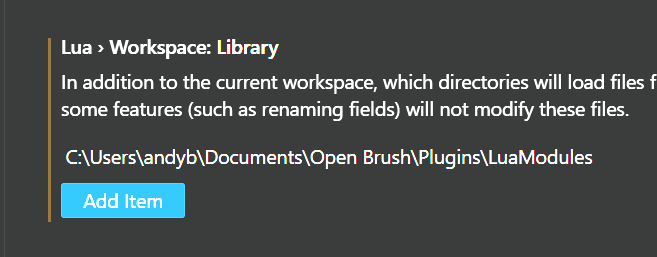 Lua › Workspace: Library
In addition to the current workspace, which directories will load files f
some features (such as renaming fields) will not modify these files.
C:\Users\andyb\Documents\Open Brush\Plugins\LuaModules
Add Item